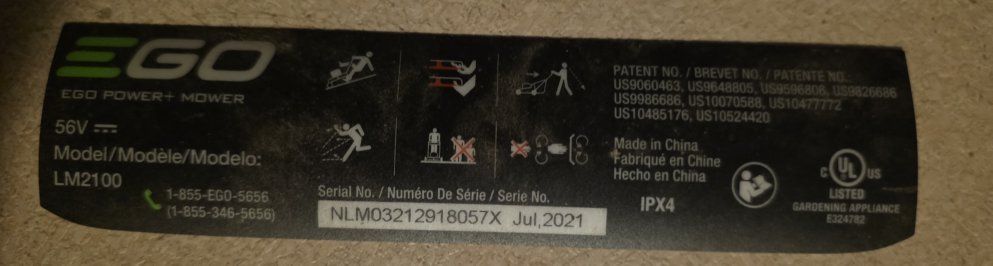 EGO
EGO POWER+ MOWER
56V
Model/Modèle/Modelo:
LM2100
1-855-EGO-5656
(1-855-346-5656)
Serial No. / Numéro De Série / Serie No.
NLM03212918057X Jul,2021
PATENT NO. / BREVET NO. / PATENTE NO.
US9060463, US9648805, US9596806, US9826686
US9986686, US10070588, US10477772
US10485176, US10524420
Made in China
Fabriqué en Chine
Hecho en China
IPX4
C UL US
LISTED
GARDENING APPLIANCE
E324782